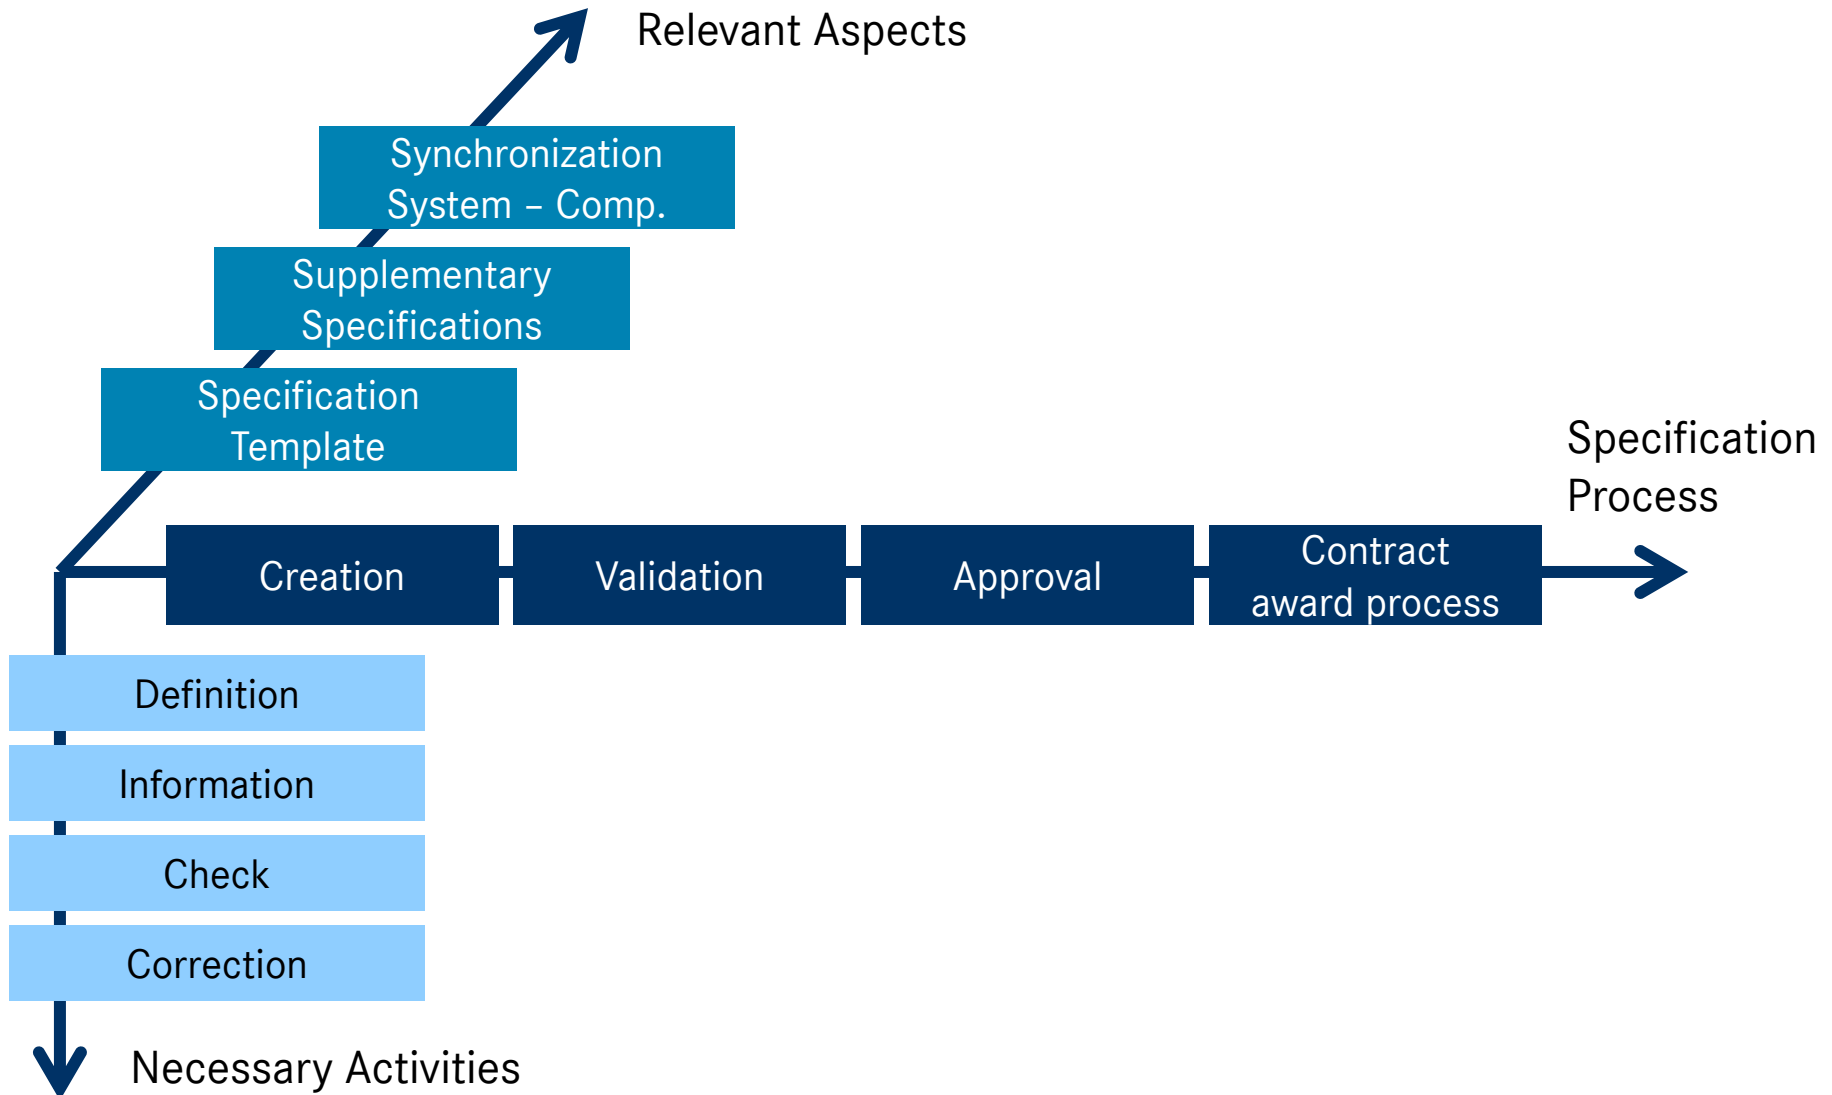 Relevant Aspects
Synchronization
System – Comp.
Supplementary
Specifications
Specification
Template
Specification
Process
Creation
Validation
Approval
Contract
award process
Definition
Information
Check
Correction
Necessary Activities